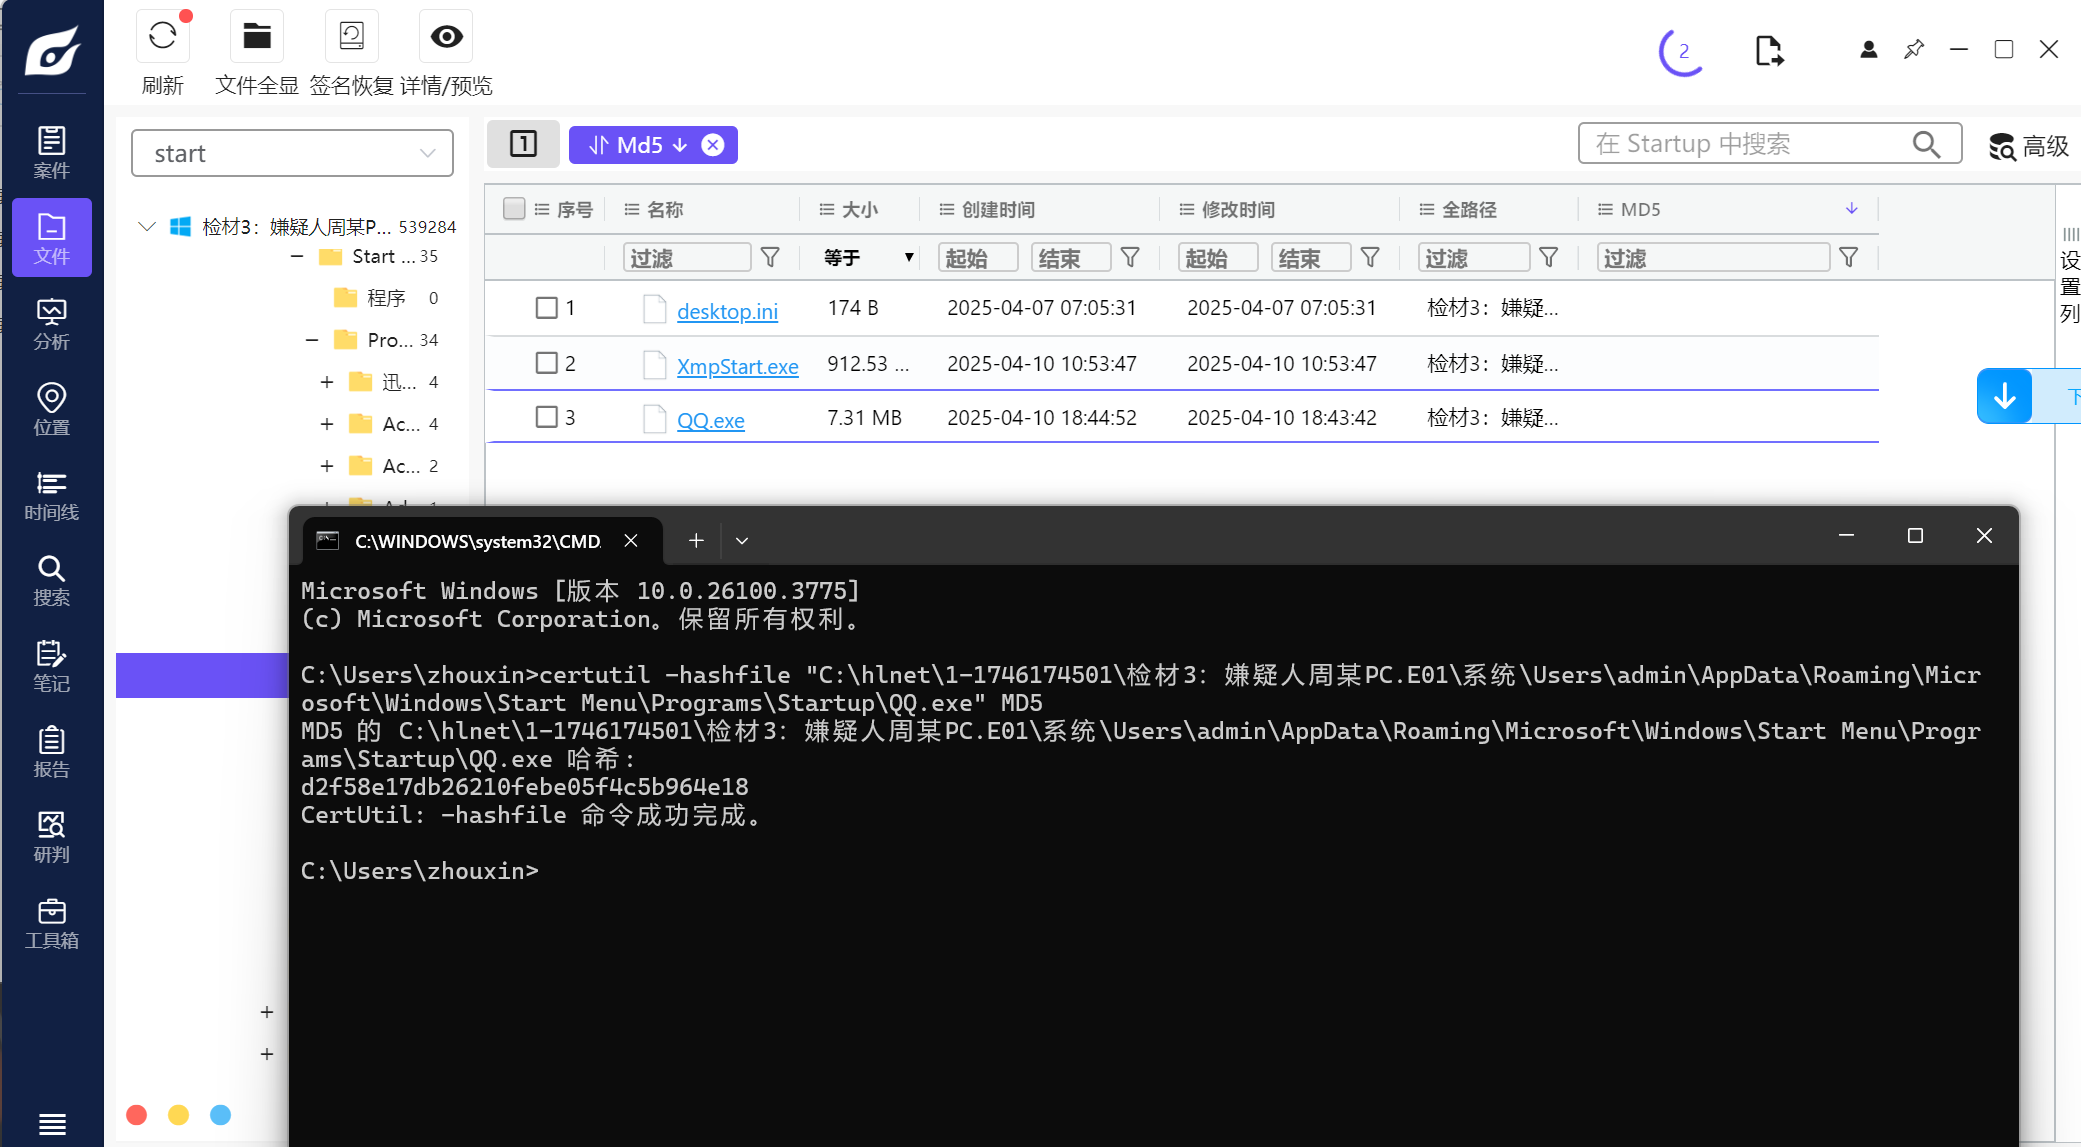 刷新
文件全显
签名恢复
详情/预览
2
案件
文件
分析
位置
时间线
搜索
笔记
报告
研判
工具箱
start
检材3：嫌疑人周某P... 539284
Start ... 35
程序 0
Pro... 34
迅... 4
Ac... 4
Ac... 2
1
Md5
在 Startup 中搜索
高级
序号 名称 大小 创建时间 修改时间 全路径 MD5
过滤 等于 起始 结束 起始 结束 过滤 过滤
1 desktop.ini 174 B 2025-04-07 07:05:31 2025-04-07 07:05:31 检材3：嫌疑...
2 XmpStart.exe 912.53 ... 2025-04-10 10:53:47 2025-04-10 10:53:47 检材3：嫌疑...
3 QQ.exe 7.31 MB 2025-04-10 18:44:52 2025-04-10 18:43:42 检材3：嫌疑...
设
置
列
下
C:\WINDOWS\system32\CMD.
Microsoft Windows [版本 10.0.26100.3775]
(c) Microsoft Corporation。保留所有权利。
C:\Users\zhouxin>certutil -hashfile "C:\hlnet\1-1746174501\检材3：嫌疑人周某PC.E01\系统\Users\admin\AppData\Roaming\Micr
osoft\Windows\Start Menu\Programs\Startup\QQ.exe" MD5
MD5 的 C:\hlnet\1-1746174501\检材3：嫌疑人周某PC.E01\系统\Users\admin\AppData\Roaming\Microsoft\Windows\Start Menu\Progr
ams\Startup\QQ.exe 哈希:
d2f58e17db26210febe05f4c5b964e18
CertUtil: -hashfile 命令成功完成。
C:\Users\zhouxin>